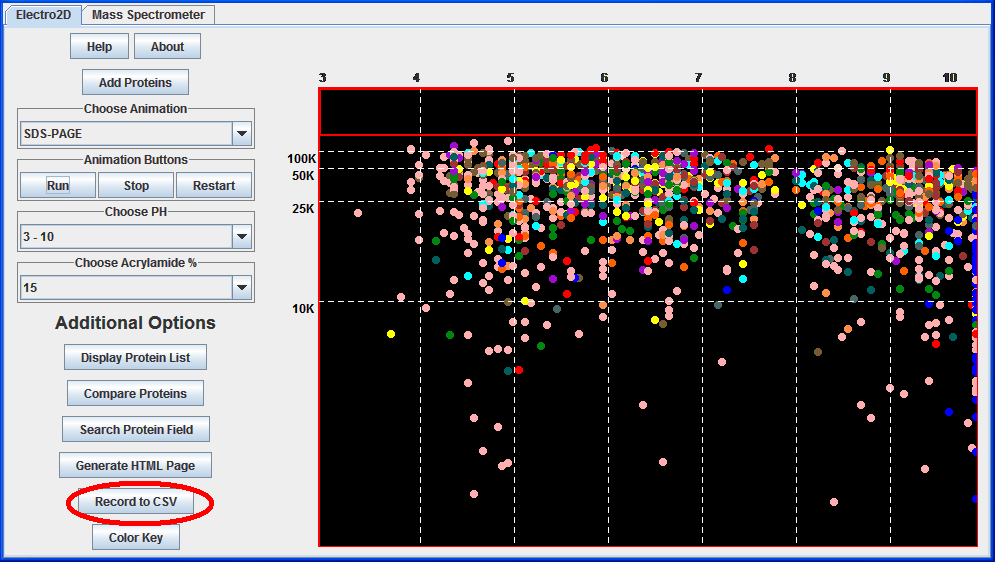 Electro2D Mass Spectrometer
Help About
Add Proteins
Choose Animation
SDS-PAGE
Animation Buttons
Run Stop Restart
Choose PH
3 - 10
Choose Acrylamide %
15
Additional Options
Display Protein List
Compare Proteins
Search Protein Field
Generate HTML Page
Record to CSV
Color Key
3 4 5 6 7 8 9 10
100K
50K
25K
10K